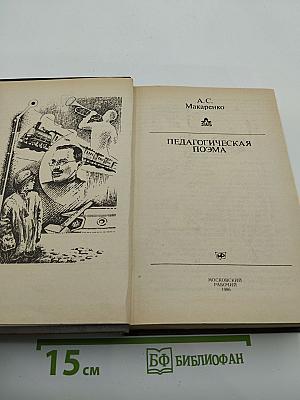 А.С.
Макаренко
ПЕДАГОГИЧЕСКАЯ
ПОЭМА
МОСКОВСКИЙ
РАБОЧИЙ
1986
15 см
БФ БИБЛИОФАН